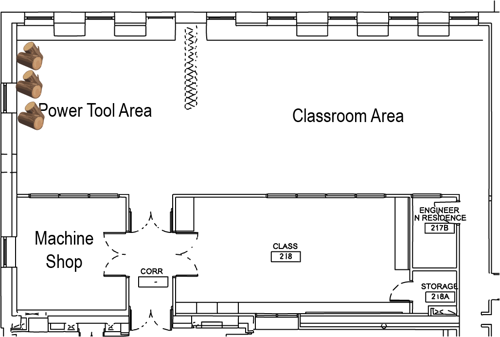 Power Tool Area
Classroom Area
ENGINEER
N RESIDENCE
217B
Machine
Shop
CLASS
218
CORR
-
STORAGE
218A